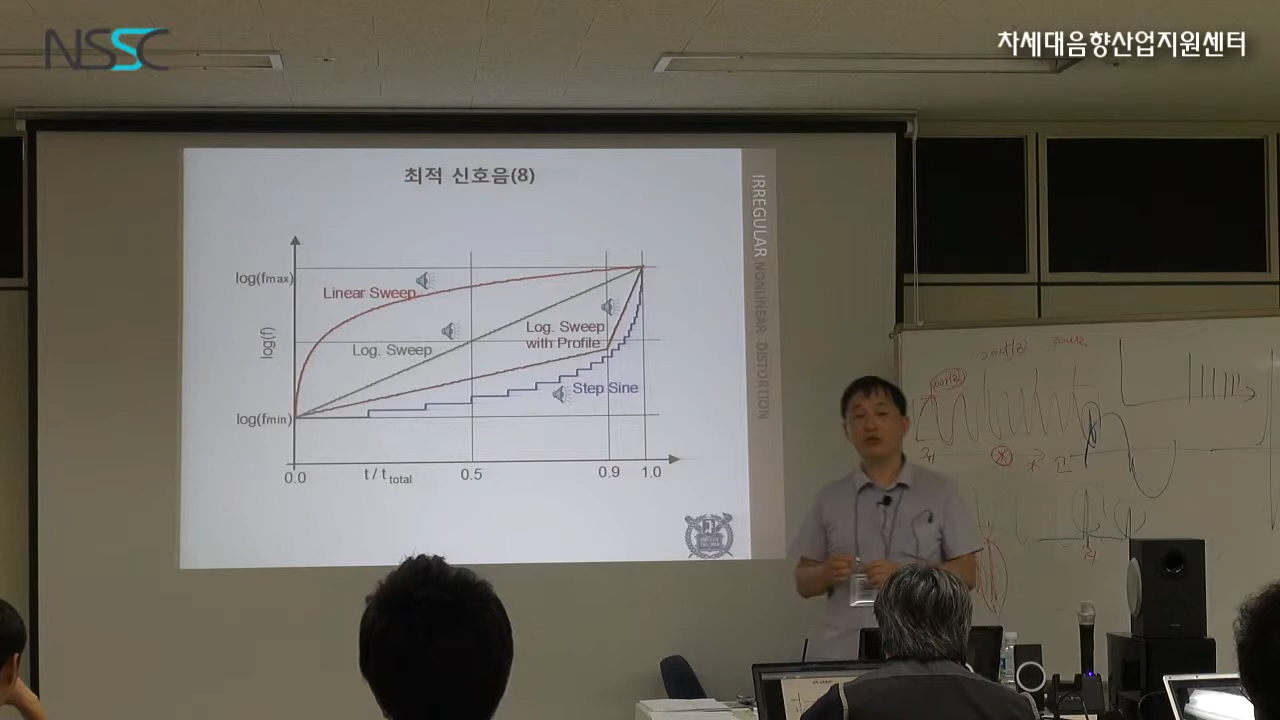 NSSC
차세대음향산업지원센터
최적 신호음(8)
IRREGULAR NONLINEAR DISTORTION
log(fmax)
Linear Sweep
log(f)
Log. Sweep
with Profile
Log. Sweep
Step Sine
log(fmin)
0.0
t / t total
0.5
0.9
1.0